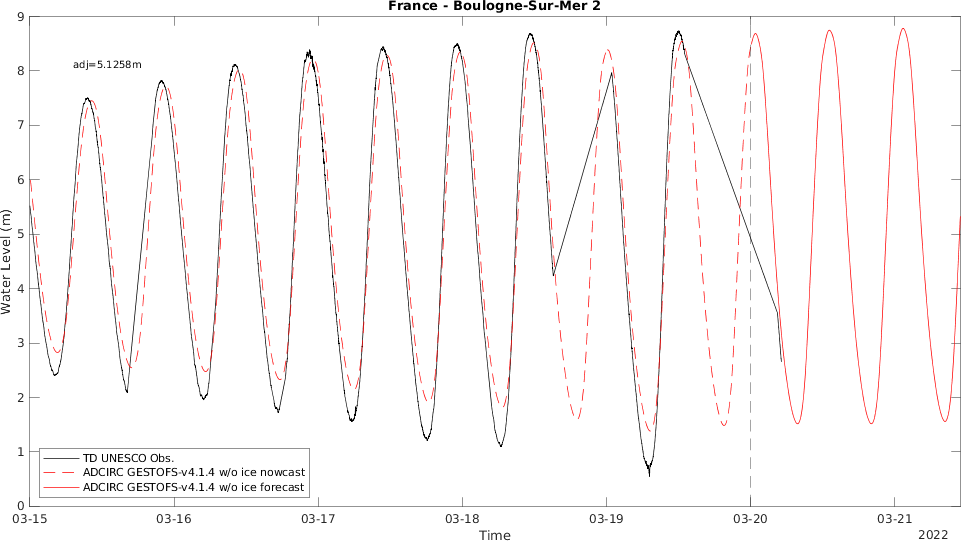 France - Boulogne-Sur-Mer 2
9
8
7
6
5
4
3
2
1
0
Water Level (m)
adj=5.1258m
TD UNESCO Obs.
ADCIRC GESTOFS-v4.1.4 w/o ice nowcast
ADCIRC GESTOFS-v4.1.4 w/o ice forecast
03-15 03-16 03-17 03-18 03-19 03-20 03-21
Time
2022